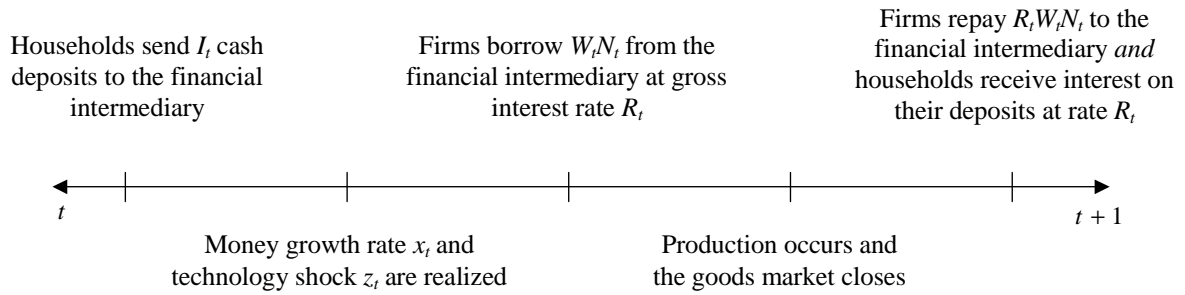 Households send I_t cash
deposits to the financial
intermediary
Firms borrow W_tN_t from the
financial intermediary at gross
interest rate R_t
Firms repay R_tW_tN_t to the
financial intermediary and
households receive interest on
their deposits at rate R_t
t
t + 1
Money growth rate x_t and
technology shock z_t are realized
Production occurs and
the goods market closes